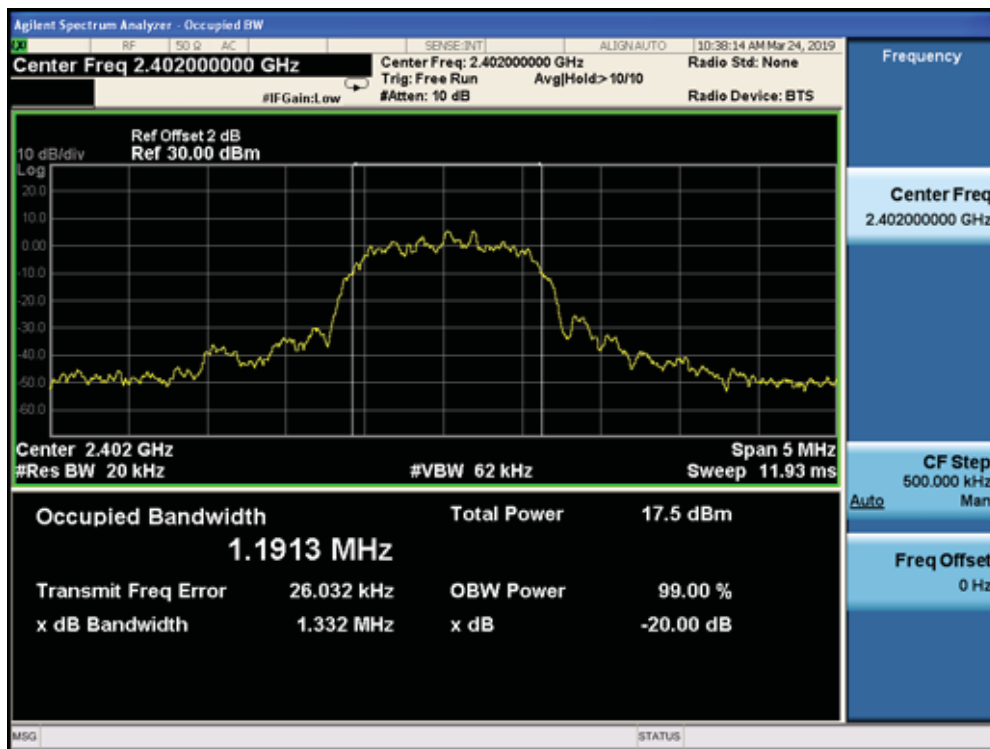 Agilent Spectrum Analyzer - Occupied BW
RF 50 Ω AC SENSE:INT ALIGN AUTO 10:38:14 AM Mar 24, 2019
Center Freq 2.402000000 GHz
Center Freq: 2.402000000 GHz Radio Std: None
Trig: Free Run Avg|Hold:>10/10
#IFGain:Low #Atten: 10 dB Radio Device: BTS
Ref Offset 2 dB
10 dB/div Ref 30.00 dBm
Log
20.0
10.0
0.00
-10.0
-20.0
-30.0
-40.0
-50.0
-60.0
Center 2.402 GHz Span 5 MHz
#Res BW 20 kHz #VBW 62 kHz Sweep 11.93 ms
Occupied Bandwidth Total Power 17.5 dBm
1.1913 MHz
Transmit Freq Error 26.032 kHz OBW Power 99.00 %
x dB Bandwidth 1.332 MHz x dB -20.00 dB
MSG STATUS
Frequency
Center Freq
2.402000000 GHz
CF Step
500.000 kHz
Auto Man
Freq Offset
0 Hz